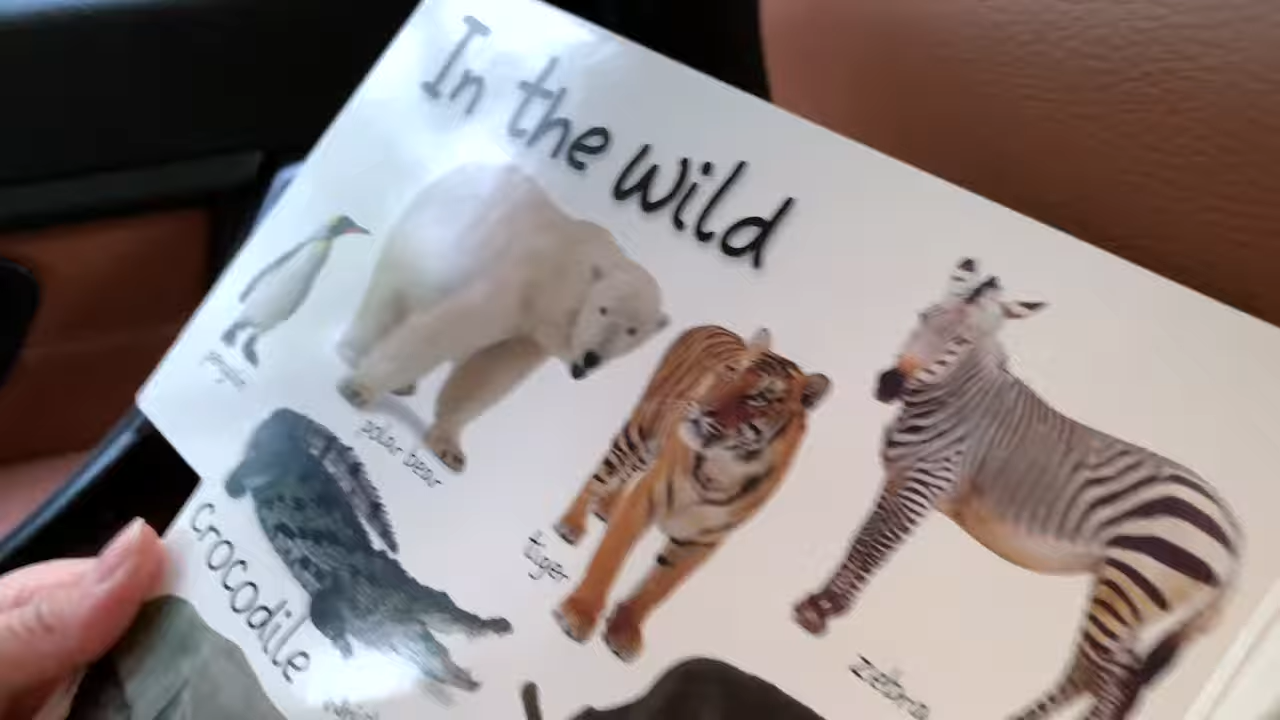 In the wild
penguin
polar bear
tiger
zebra
crocodile